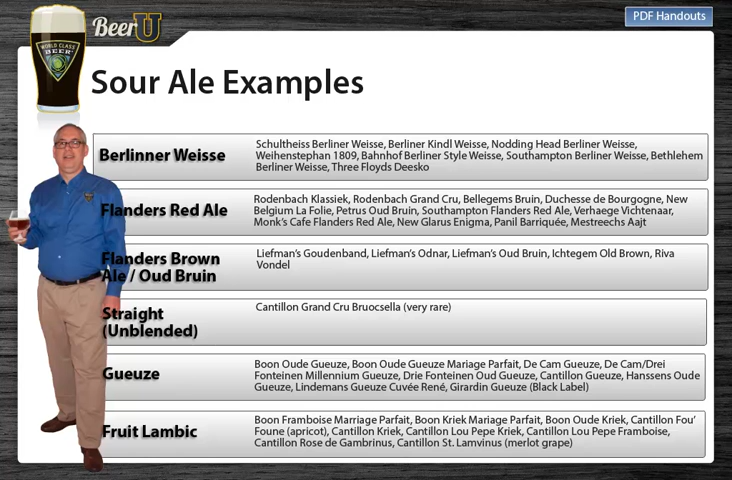 PDF Handouts
BeerU
WORLD CLASS
BEER
Sour Ale Examples
Berlinner Weisse
Schultheiss Berliner Weisse, Berliner Kindl Weisse, Nodding Head Berliner Weisse,
Weihenstephan 1809, Bahnhof Berliner Style Weisse, Southampton Berliner Weisse, Bethlehem
Berliner Weisse, Three Floyds Deesko
Flanders Red Ale
Rodenbach Klassiek, Rodenbach Grand Cru, Bellegems Bruin, Duchesse de Bourgogne, New
Belgium La Folie, Petrus Oud Bruin, Southampton Flanders Red Ale, Verhaege Vichtenaar,
Monk's Cafe Flanders Red Ale, New Glarus Enigma, Panil Barriquée, Mestreechs Aajt
Flanders Brown
Ale / Oud Bruin
Liefman's Goudenband, Liefman's Odnar, Liefman's Oud Bruin, Ichtegem Old Brown, Riva
Vondel
Straight
(Unblended)
Cantillon Grand Cru Bruocsella (very rare)
Gueuze
Boon Oude Gueuze, Boon Oude Gueuze Mariage Parfait, De Cam Gueuze, De Cam/Drei
Fonteinen Millennium Gueuze, Drie Fonteinen Oud Gueuze, Cantillon Gueuze, Hanssens Oude
Gueuze, Lindemans Gueuze Cuvée René, Girardin Gueuze (Black Label)
Fruit Lambic
Boon Framboise Marriage Parfait, Boon Kriek Mariage Parfait, Boon Oude Kriek, Cantillon Fou'
Foune (apricot), Cantillon Kriek, Cantillon Lou Pepe Kriek, Cantillon Lou Pepe Framboise,
Cantillon Rose de Gambrinus, Cantillon St. Lamvinus (merlot grape)